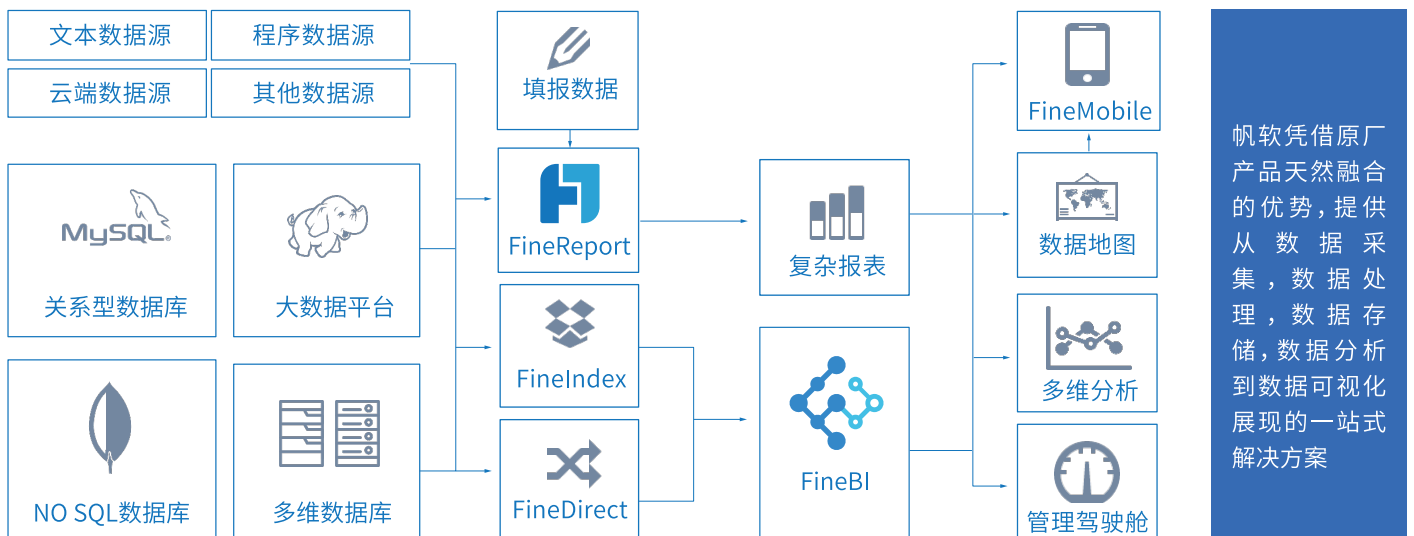 文本数据源
程序数据源
云端数据源
其他数据源
填报数据
MySQL
关系型数据库
大数据平台
NO SQL数据库
多维数据库
FineReport
FineIndex
FineDirect
复杂报表
FineBI
FineMobile
数据地图
多维分析
管理驾驶舱
帆软凭借原厂
产品天然融合
的优势，提供
从数据采
集，数据处
理，数据存
储，数据分析
到数据可视化
展现的一站式
解决方案